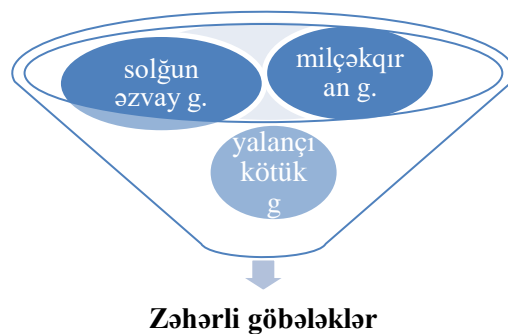 solğun
əzvay g.
milçəkqır
an g.
yalançı
kötük
g
Zəhərli göbələklər